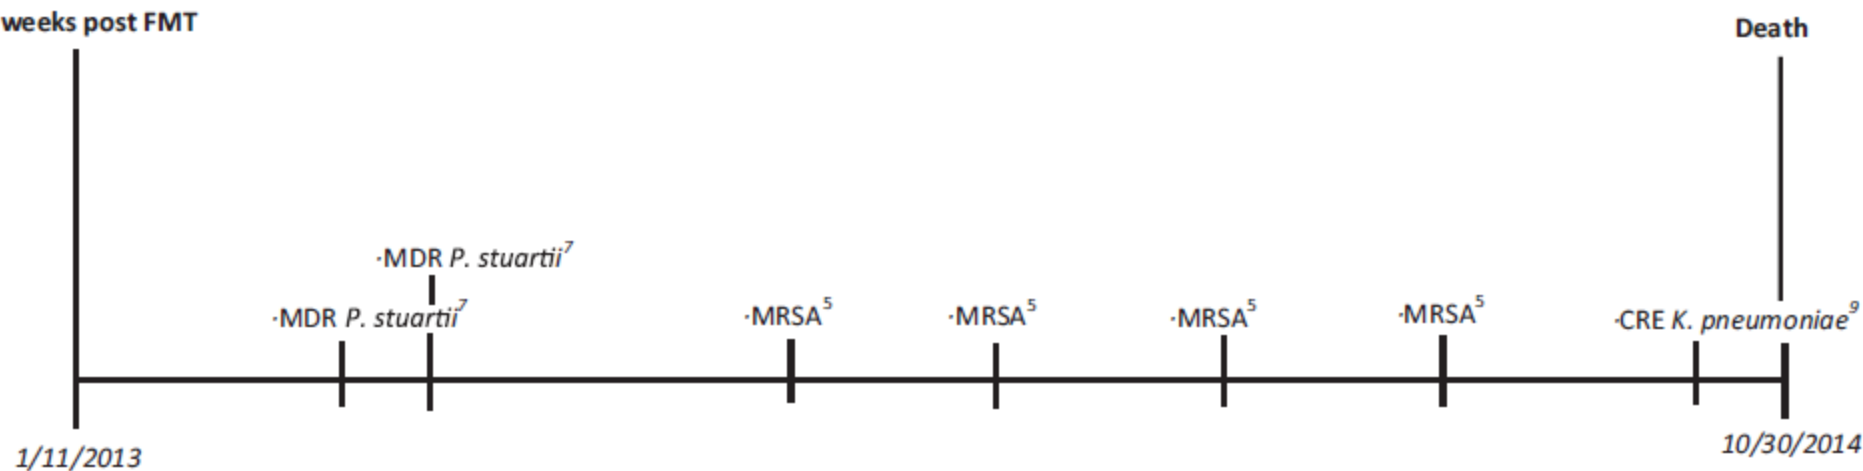 weeks post FMT
Death
·MDR P. stuartii⁷
·MDR P. stuartii⁷
·MRSA⁵
·MRSA⁵
·MRSA⁵
·MRSA⁵
·CRE K. pneumoniae⁹
1/11/2013
10/30/2014